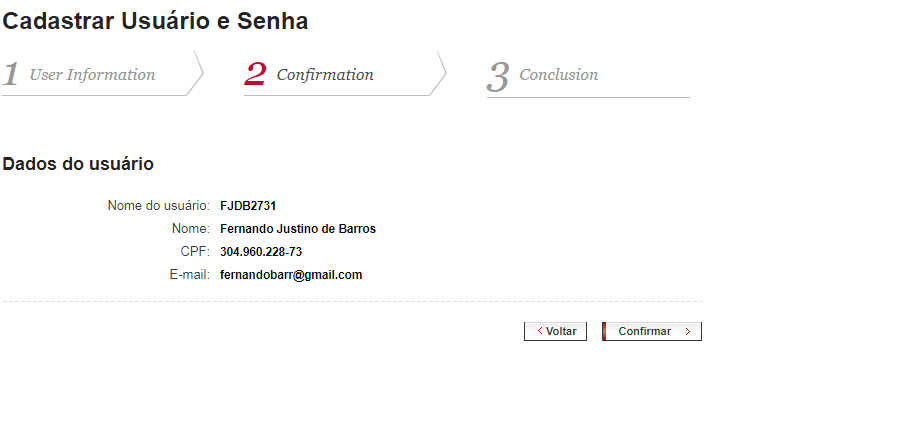 Cadastrar Usuário e Senha
1 User Information
2 Confirmation
3 Conclusion
Dados do usuário
Nome do usuário: FJDB2731
Nome: Fernando Justino de Barros
CPF: 304.960.228-73
E-mail: fernandobarr@gmail.com
Voltar Confirmar